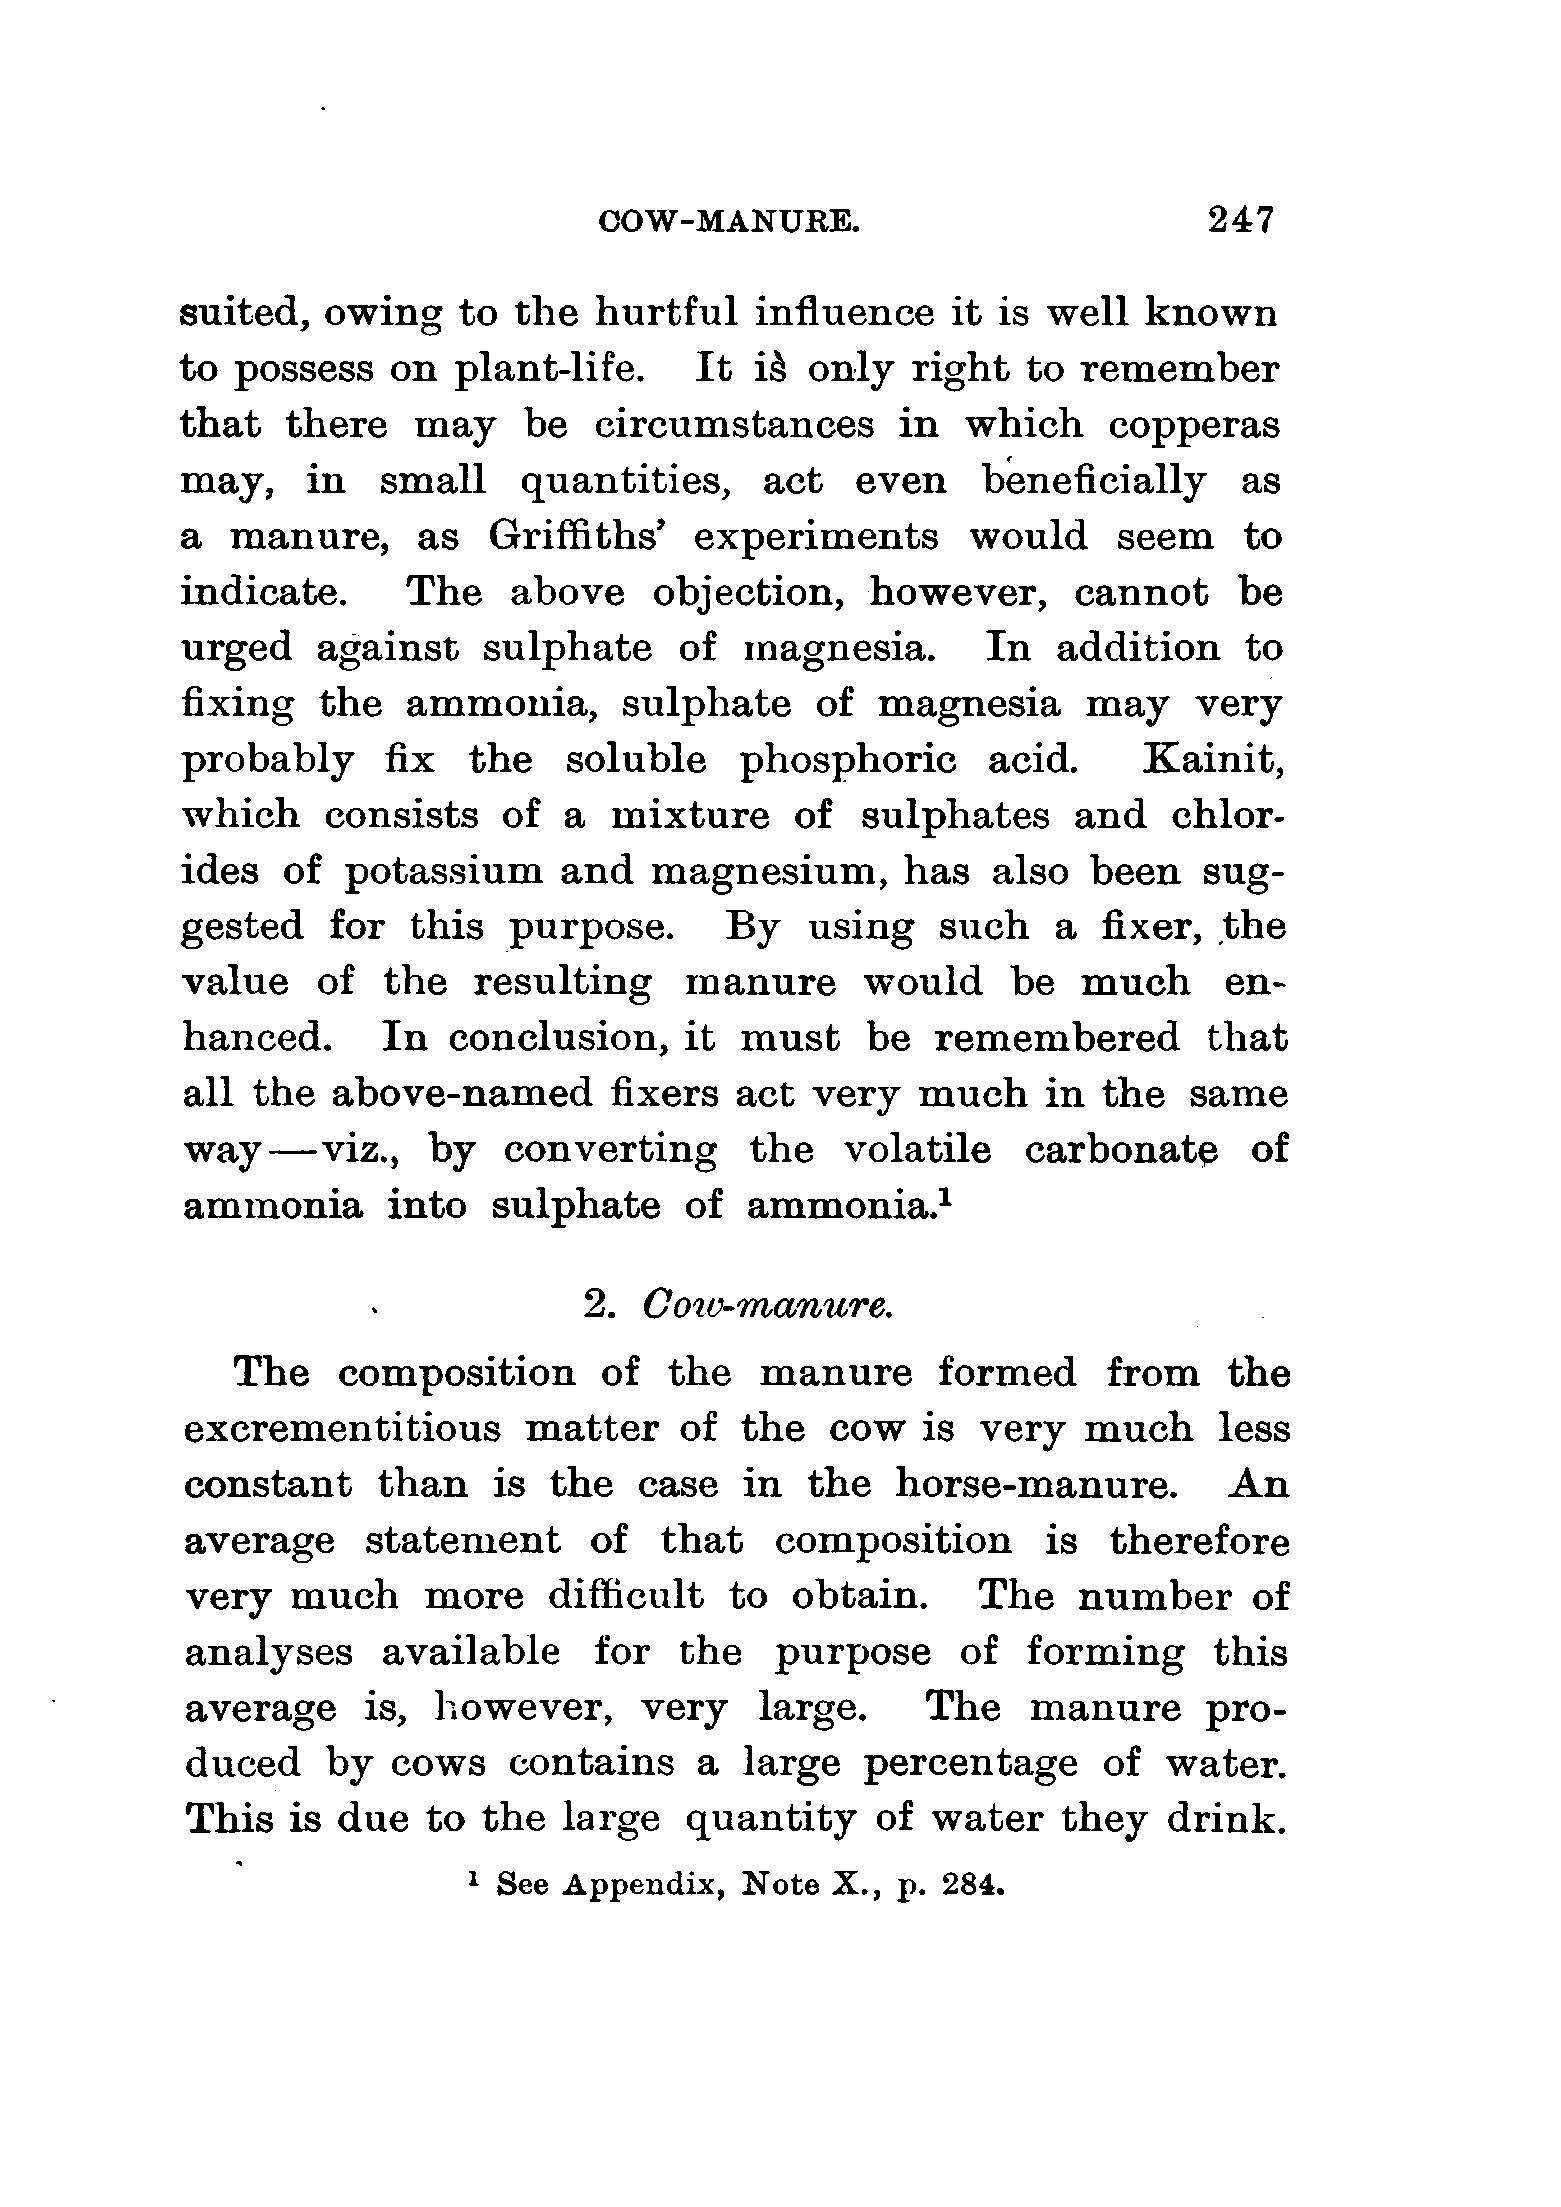 COW-MANURE. 247
suited, owing to the hurtful influence it is well known
to possess on plant-life. It is only right to remember
that there may be circumstances in which copperas
may, in small quantities, act even beneficially as
a manure, as Griffiths’ experiments would seem to
indicate. The above objection, however, cannot be
urged against sulphate of magnesia. In addition to
fixing the ammonia, sulphate of magnesia may very
probably fix the soluble phosphoric acid. Kainit,
which consists of a mixture of sulphates and chlor-
ides of potassium and magnesium, has also been sug-
gested for this purpose. By using such a fixer, the
value of the resulting manure would be much en-
hanced. In conclusion, it must be remembered that
all the above-named fixers act very much in the same
way—viz., by converting the volatile carbonate of
ammonia into sulphate of ammonia.¹
2. Cow-manure.
The composition of the manure formed from the
excrementitious matter of the cow is very much less
constant than is the case in the horse-manure. An
average statement of that composition is therefore
very much more difficult to obtain. The number of
analyses available for the purpose of forming this
average is, however, very large. The manure pro-
duced by cows contains a large percentage of water.
This is due to the large quantity of water they drink.
¹ See Appendix, Note X., p. 284.